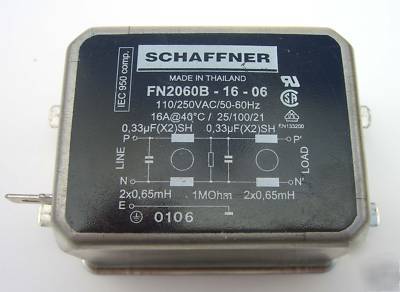 IEC 950 comp.
SCHAFFNER
MADE IN THAILAND
FN2060B - 16 - 06
110/250VAC/50-60Hz
16A@40°C / 25/100/21
0,33µF(X2)SH 0,33µF(X2)SH
P P'
LINE LOAD
N N'
2x0,65mH 1MOhm 2x0,65mH
E
0106